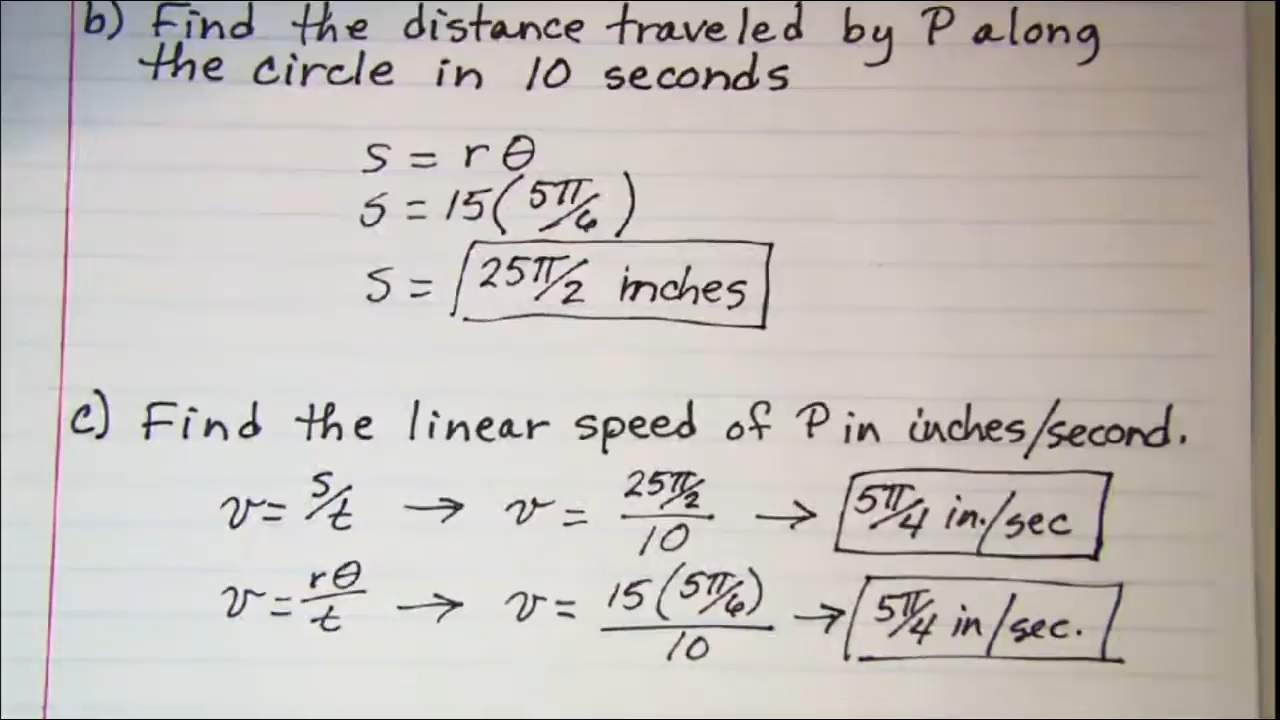 b) Find the distance traveled by P along
the circle in 10 seconds
s = rθ
s = 15(5π/6)
s = 25π/2 inches
c) Find the linear speed of P in inches/second.
v = s/t → v = (25π/2)/10 → 5π/4 in./sec
v = rθ/t → v = 15(5π/6)/10 → 5π/4 in/sec.